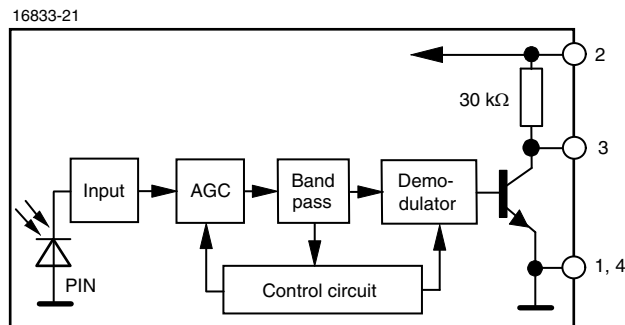 16833-21
2
30 kΩ
3
Input
AGC
Band
pass
Demo-
dulator
PIN
Control circuit
1, 4